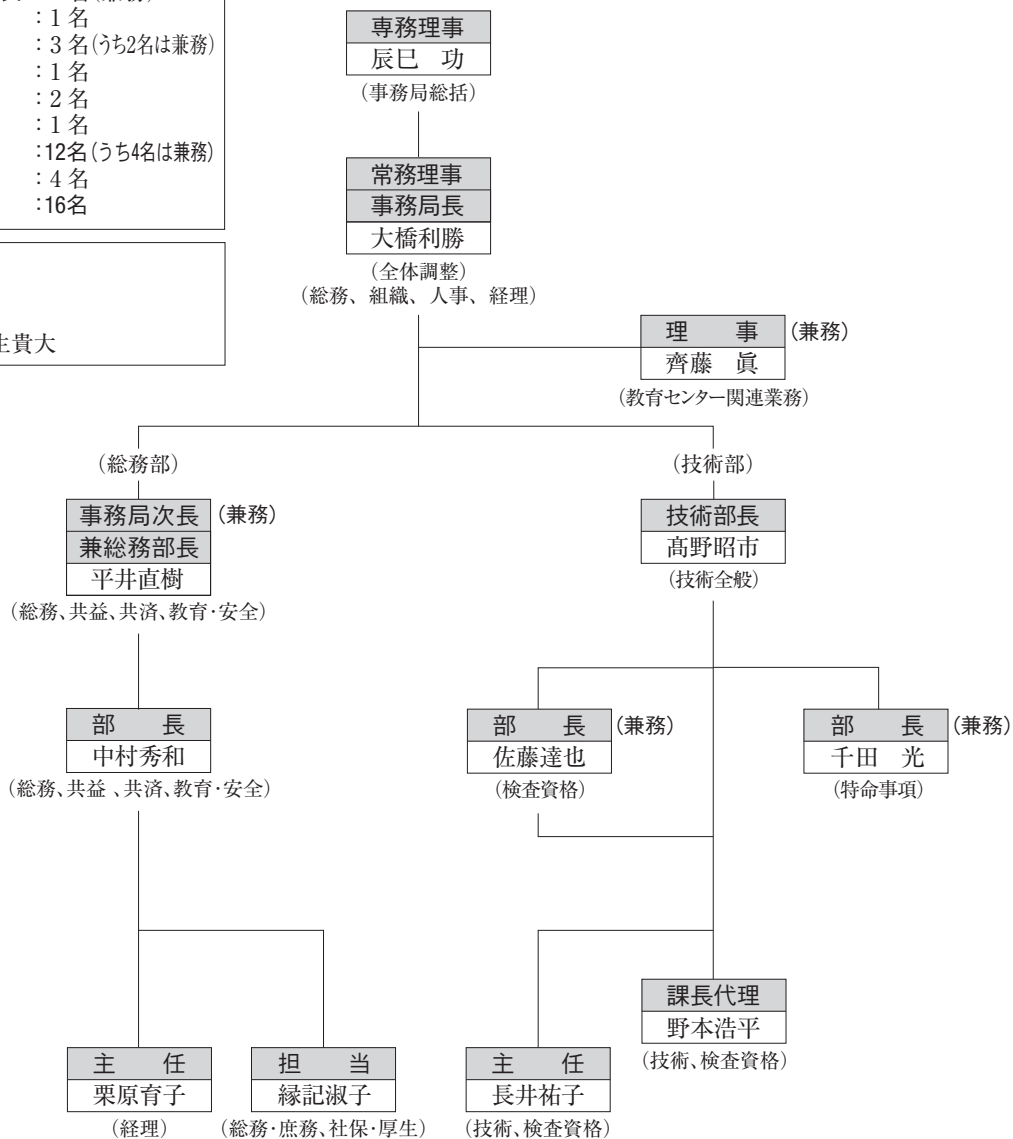 ：1名
：3名(うち2名は兼務)
：1名
：2名
：1名
：12名(うち4名は兼務)
：4名
：16名
生貴大
専務理事
辰巳　功
(事務局総括)
常務理事
事務局長
大橋利勝
(全体調整)
(総務、組織、人事、経理)
理　事 (兼務)
齊藤　眞
(教育センター関連業務)
(総務部)
事務局次長 (兼務)
兼総務部長
平井直樹
(総務、共益、共済、教育・安全)
部　長
中村秀和
(総務、共益、共済、教育・安全)
主　任
栗原育子
(経理)
担　当
縁記淑子
(総務・庶務、社保・厚生)
(技術部)
技術部長
髙野昭市
(技術全般)
部　長 (兼務)
佐藤達也
(検査資格)
部　長 (兼務)
千田　光
(特命事項)
課長代理
野本浩平
(技術、検査資格)
主　任
長井祐子
(技術、検査資格)